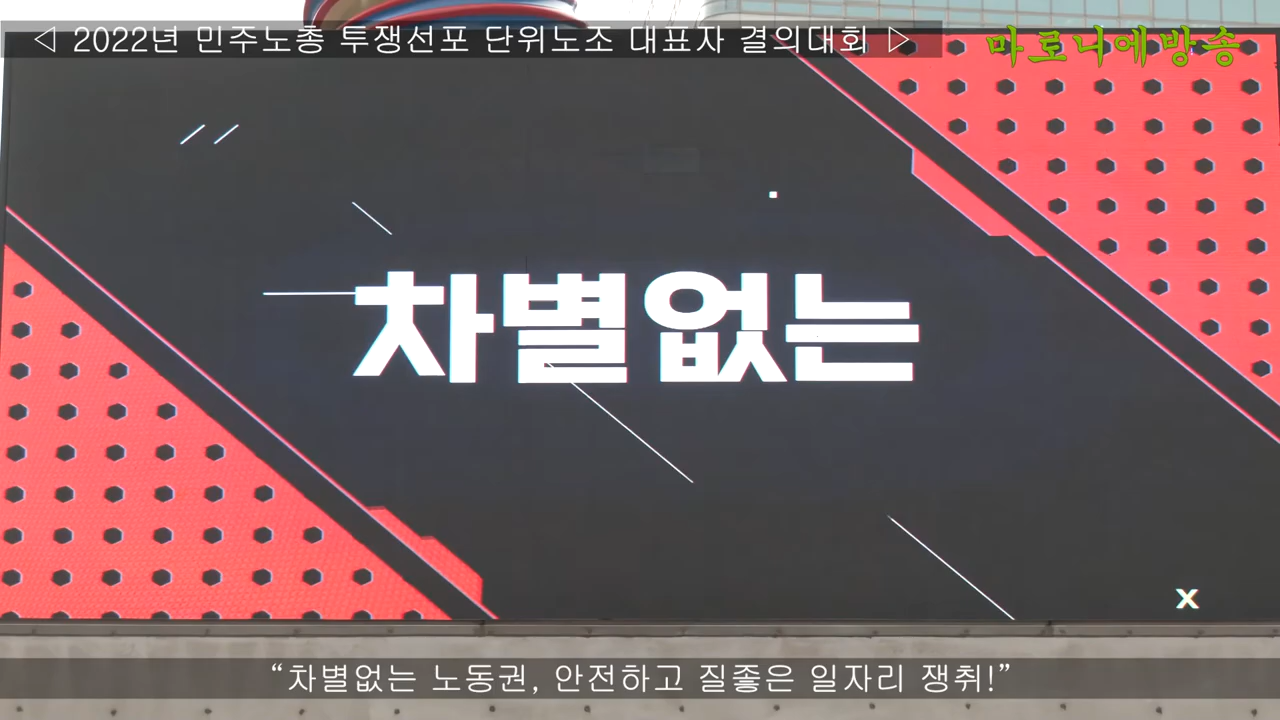 ◁ 2022년 민주노총 투쟁선포 단위노조 대표자 결의대회 ▷
마로니에방송
차별없는
X
“차별없는 노동권, 안전하고 질좋은 일자리 쟁취!”